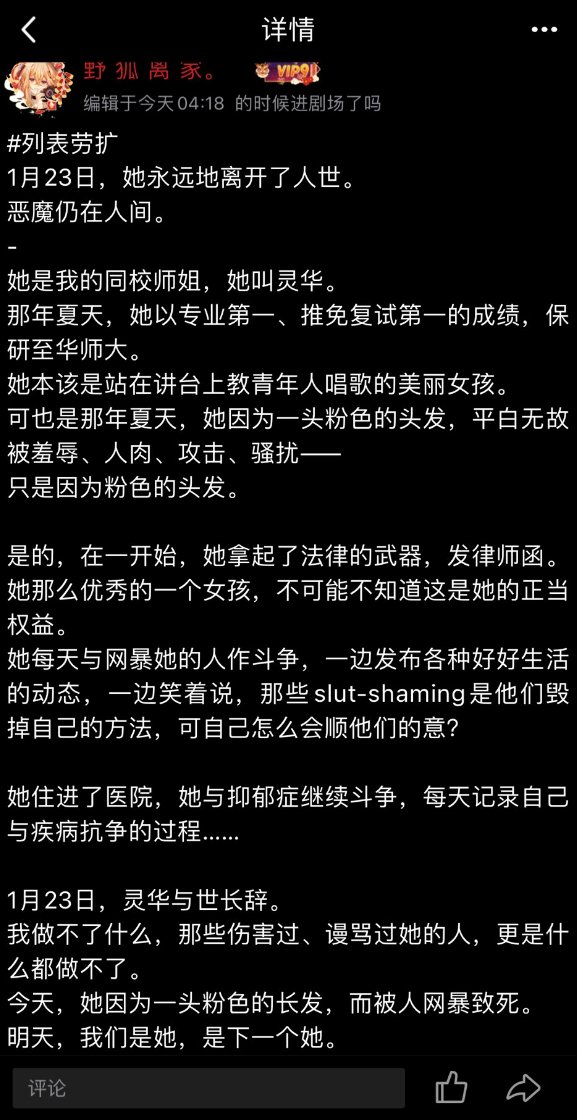 详情
野狐离家。
VIP9
编辑于今天04:18 的时候进剧场了吗
#列表劳扩
1月23日，她永远地离开了人世。
恶魔仍在人间。
-
她是我的同校师姐，她叫灵华。
那年夏天，她以专业第一、推免复试第一的成绩，保
研至华师大。
她本该是站在讲台上教青年人唱歌的美丽女孩。
可也是那年夏天，她因为一头粉色的头发，平白无故
被羞辱、人肉、攻击、骚扰——
只是因为粉色的头发。
是的，在一开始，她拿起了法律的武器，发律师函。
她那么优秀的一个女孩，不可能不知道这是她的正当
权益。
她每天与网暴她的人作斗争，一边发布各种好好生活
的动态，一边笑着说，那些slut-shaming是他们毁
掉自己的方法，可自己怎么会顺他们的意?
她住进了医院，她与抑郁症继续斗争，每天记录自己
与疾病抗争的过程……
1月23日，灵华与世长辞。
我做不了什么，那些伤害过、谩骂过她的人，更是什
么都做不了。
今天，她因为一头粉色的长发，而被人网暴致死。
明天，我们是她，是下一个她。
评论